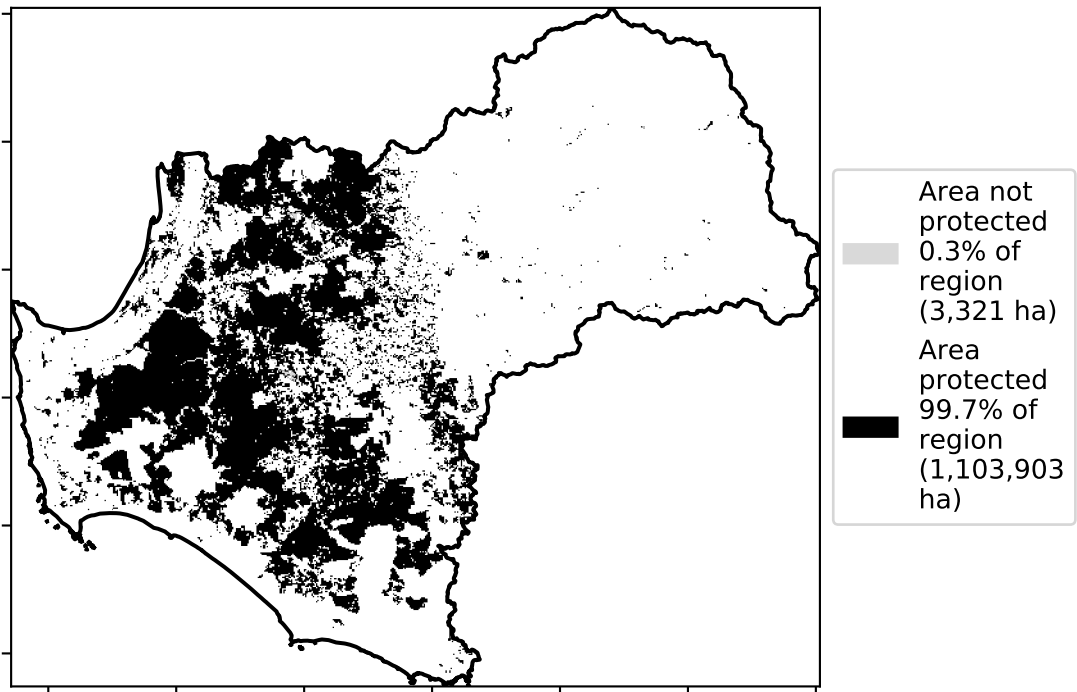 Area not
protected
0.3% of
region
(3,321 ha)
Area
protected
99.7% of
region
(1,103,903
ha)